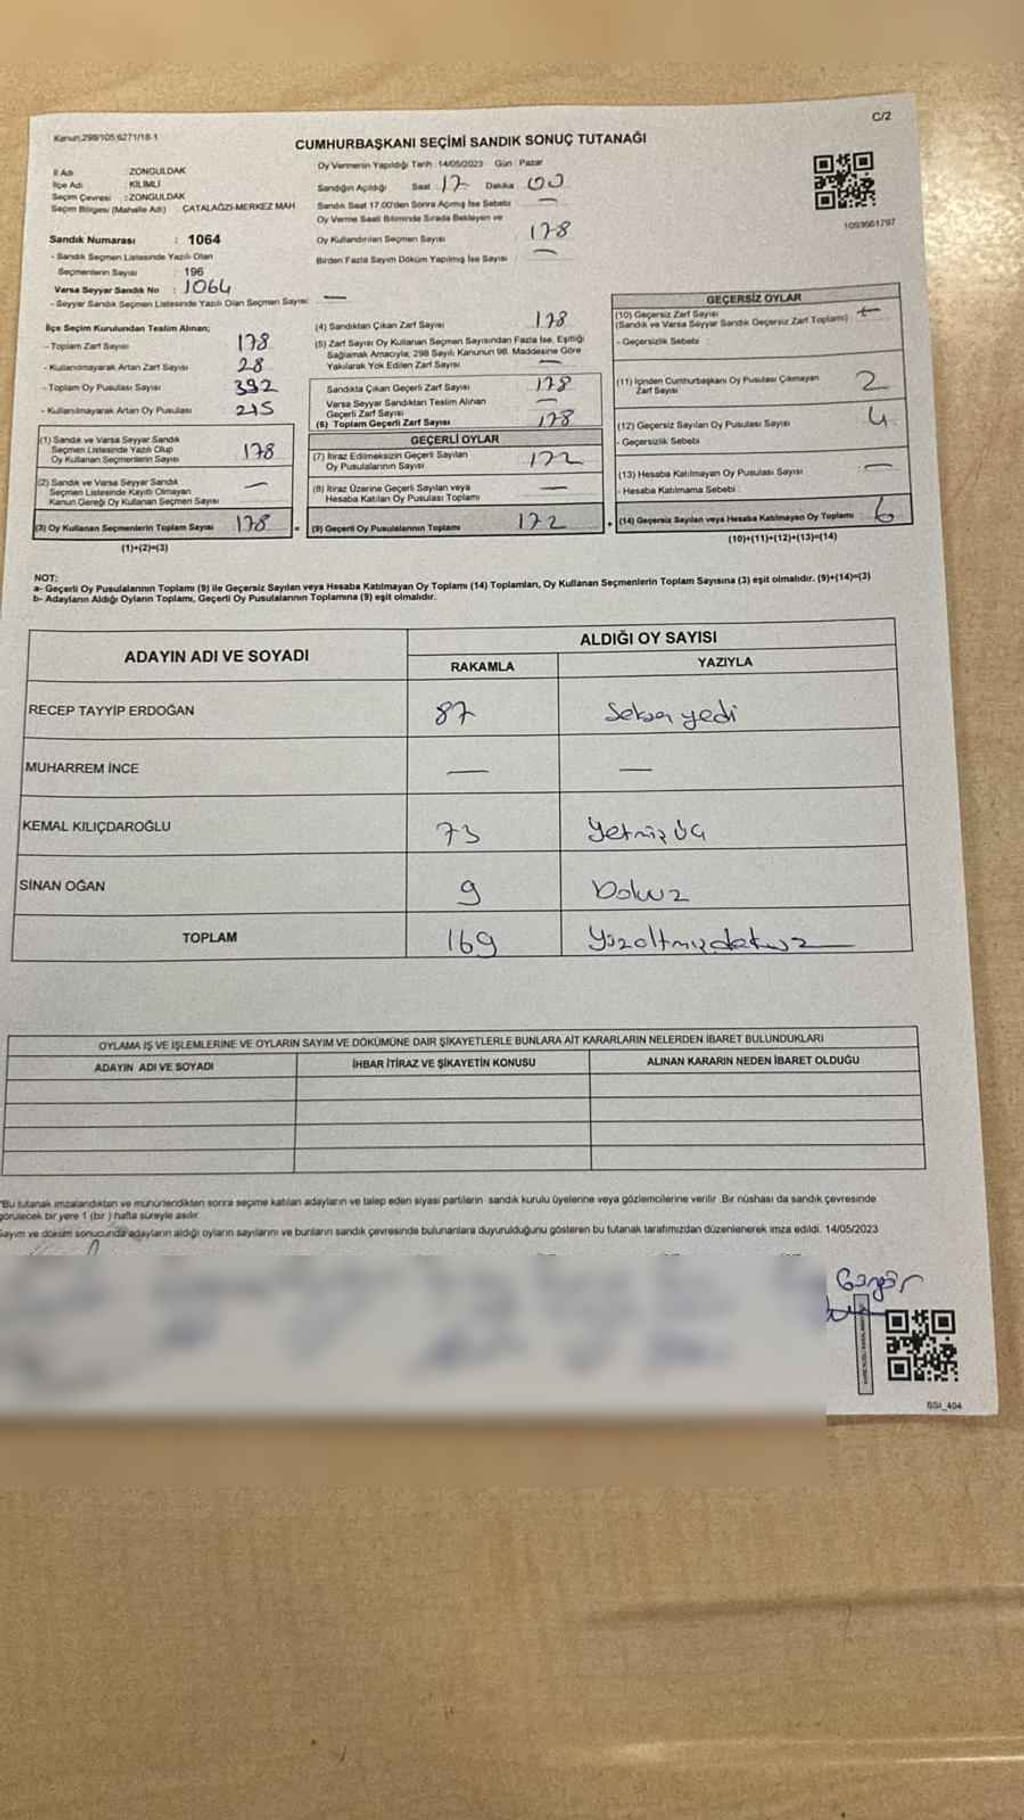 Kanun:298/105 6271/18-1
C/2
CUMHURBAŞKANI SEÇİMİ SANDIK SONUÇ TUTANAĞI
İl Adı : ZONGULDAK
İlçe Adı : KİLİMLİ
Seçim Çevresi : ZONGULDAK
Seçim Bölgesi (Mahalle Adı) ÇATALAĞZI-MERKEZ MAH
Sandık Numarası : 1064
- Sandık Seçmen Listesinde Yazılı Olan
Seçmenlerin Sayısı : 196
Varsa Seyyar Sandık No : 1064
- Seyyar Sandık Seçmen Listesinde Yazılı Olan Seçmen Sayısı: —
Oy Vermenin Yapıldığı Tarih :14/05/2023 Gün : Pazar
Sandığın Açıldığı Saat : 17 Dakika 00
Sandık Saat 17.00'den Sonra Açılmış İse Sebebi —
Oy Verme Saati Bitiminde Sırada Bekleyen ve
Oy Kullandırılan Seçmen Sayısı 178
Birden Fazla Sayım Döküm Yapılmış İse Sayısı —
1093661797
İlçe Seçim Kurulundan Teslim Alınan;
- Toplam Zarf Sayısı 178
- Kullanılmayarak Artan Zarf Sayısı 28
- Toplam Oy Pusulası Sayısı 392
- Kullanılmayarak Artan Oy Pusulası 215
(1) Sandık ve Varsa Seyyar Sandık
Seçmen Listesinde Yazılı Olup
Oy Kullanan Seçmenlerin Sayısı 178
(2) Sandık ve Varsa Seyyar Sandık
Seçmen Listesinde Kayıtlı Olmayan
Kanun Gereği Oy Kullanan Seçmen Sayısı —
(3) Oy Kullanan Seçmenlerin Toplam Sayısı 178
(1)+(2)=(3)
(4) Sandıktan Çıkan Zarf Sayısı 178
(5) Zarf Sayısı Oy Kullanan Seçmen Sayısından Fazla İse, Eşitliği
Sağlamak Amacıyla, 298 Sayılı Kanunun 98. Maddesine Göre
Yakılarak Yok Edilen Zarf Sayısı —
Sandıkta Çıkan Geçerli Zarf Sayısı 178
Varsa Seyyar Sandıktan Teslim Alınan
Geçerli Zarf Sayısı —
(6) Toplam Geçerli Zarf Sayısı 178
GEÇERLİ OYLAR
(7) İtiraz Edilmeksizin Geçerli Sayılan
Oy Pusulalarının Sayısı 172
(8) İtiraz Üzerine Geçerli Sayılan veya
Hesaba Katılan Oy Pusulası Toplamı —
(9) Geçerli Oy Pusulalarının Toplamı 172
GEÇERSİZ OYLAR
(10) Geçersiz Zarf Sayısı
(Sandık ve Varsa Seyyar Sandık Geçersiz Zarf Toplamı)
- Geçersizlik Sebebi :
(11) İçinden Cumhurbaşkanı Oy Pusulası Çıkmayan
Zarf Sayısı 2
(12) Geçersiz Sayılan Oy Pusulası Sayısı 4
- Geçersizlik Sebebi
(13) Hesaba Katılmayan Oy Pusulası Sayısı —
- Hesaba Katılmama Sebebi :
(14) Geçersiz Sayılan veya Hesaba Katılmayan Oy Toplamı 6
(10)+(11)+(12)+(13)=(14)
NOT:
a- Geçerli Oy Pusulalarının Toplamı (9) ile Geçersiz Sayılan veya Hesaba Katılmayan Oy Toplamı (14) Toplamları, Oy Kullanan Seçmenlerin Toplam Sayısına (3) eşit olmalıdır. (9)+(14)=(3)
b- Adayların Aldığı Oyların Toplamı, Geçerli Oy Pusulalarının Toplamına (9) eşit olmalıdır.
ADAYIN ADI VE SOYADI
ALDIĞI OY SAYISI
RAKAMLA YAZIYLA
RECEP TAYYİP ERDOĞAN 87 Seksen yedi
MUHARREM İNCE — —
KEMAL KILIÇDAROĞLU 73 Yetmiş üç
SİNAN OĞAN 9 Dokuz
TOPLAM 169 Yüzaltmışdokuz
OYLAMA İŞ VE İŞLEMLERİNE VE OYLARIN SAYIM VE DÖKÜMÜNE DAİR ŞİKAYETLERLE BUNLARA AİT KARARLARIN NELERDEN İBARET BULUNDUKLARI
ADAYIN ADI VE SOYADI İHBAR İTİRAZ VE ŞİKAYETİN KONUSU ALINAN KARARIN NEDEN İBARET OLDUĞU
*Bu tutanak imzalandıktan ve mühürlendikten sonra seçime katılan adayların ve talep eden siyasi partilerin sandık kurulu üyelerine veya gözlemcilerine verilir. Bir nüshası da sandık çevresinde
görülecek bir yere 1 (bir) hafta süreyle asılır.
Sayım ve döküm sonucunda adayların aldığı oyların sayılarını ve bunların sandık çevresinde bulunanlara duyurulduğunu gösteren bu tutanak tarafımızdan düzenlenerek imza edildi. 14/05/2023